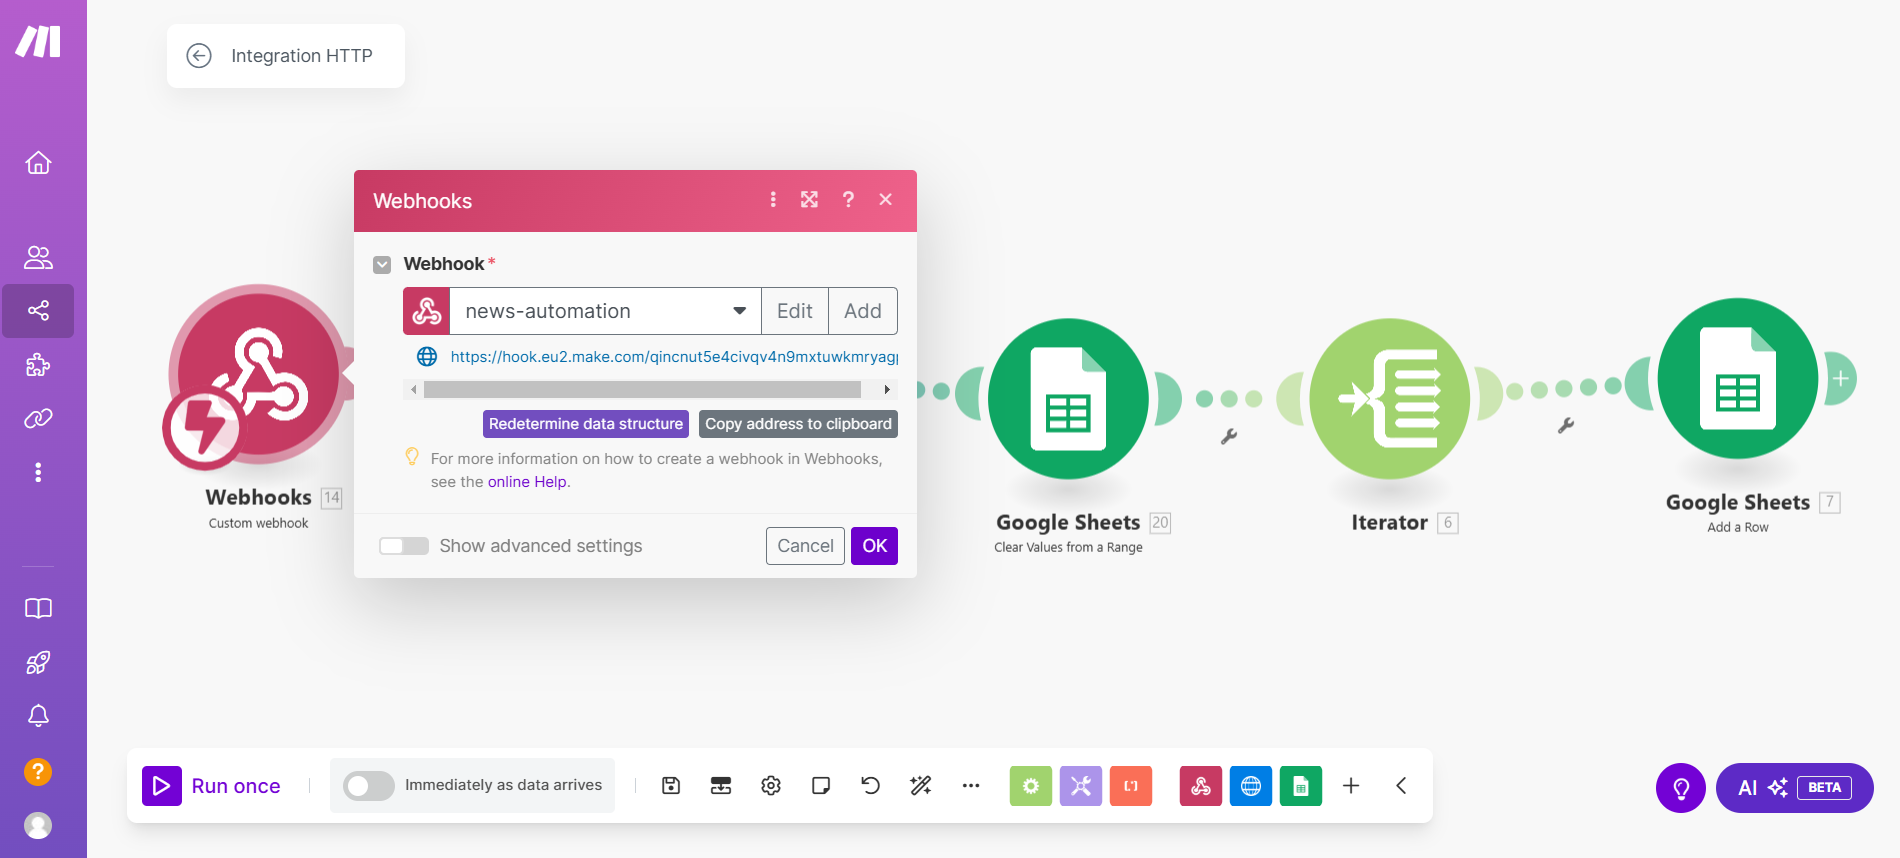 Integration HTTP
Webhooks
?
Webhook *
news-automation
Edit
Add
https://hook.eu2.make.com/qincnut5e4civqv4n9mxtuwkmryag
Redetermine data structure
Copy address to clipboard
For more information on how to create a webhook in Webhooks,
see the online Help.
Show advanced settings
Cancel
OK
Webhooks 14
Custom webhook
Google Sheets 20
Clear Values from a Range
Iterator 6
Google Sheets 7
Add a Row
?
Run once
Immediately as data arrives
AI BETA